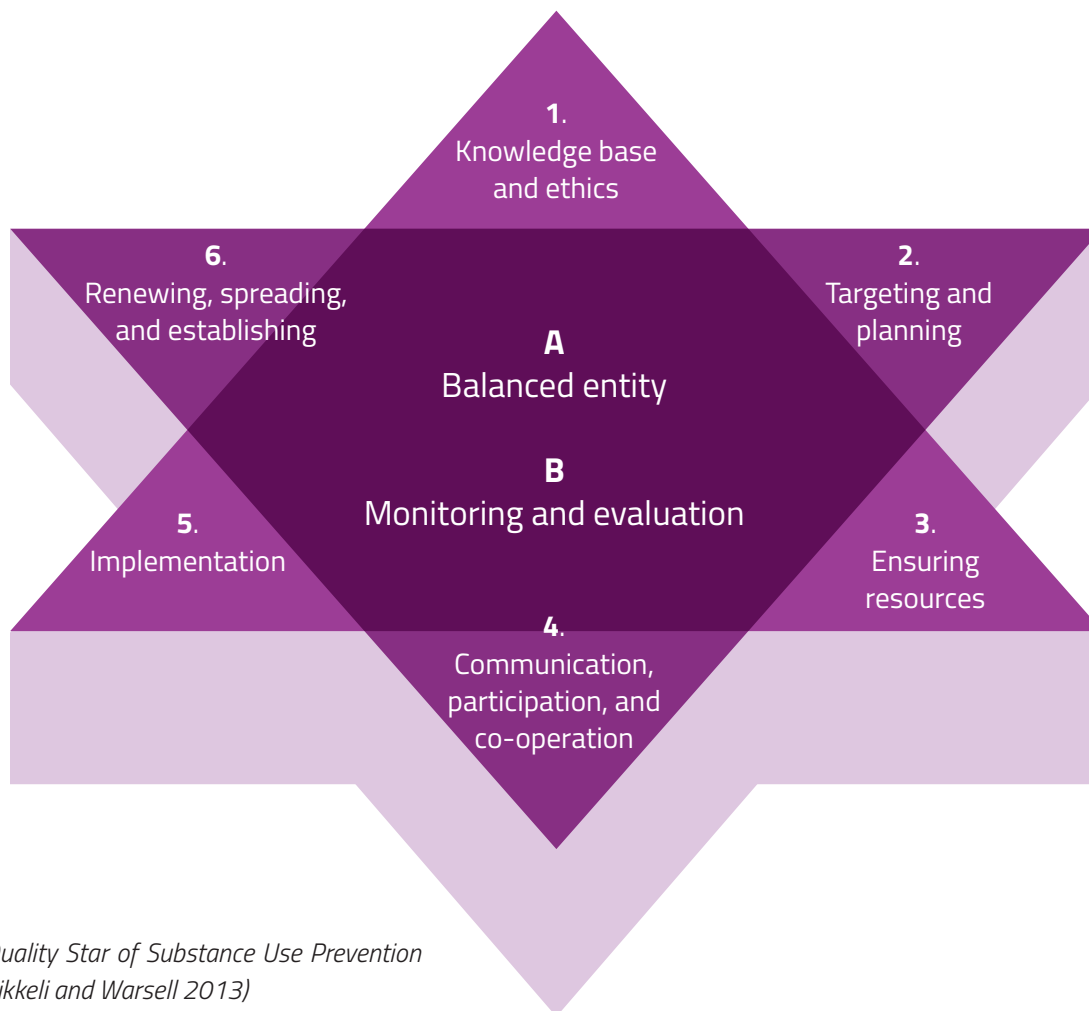 1.
Knowledge base
and ethics
6.
Renewing, spreading,
and establishing
2.
Targeting and
planning
A
Balanced entity
B
Monitoring and evaluation
5.
Implementation
3.
Ensuring
resources
4.
Communication,
participation, and
co-operation
uality Star of Substance Use Prevention
ikkeli and Warsell 2013)